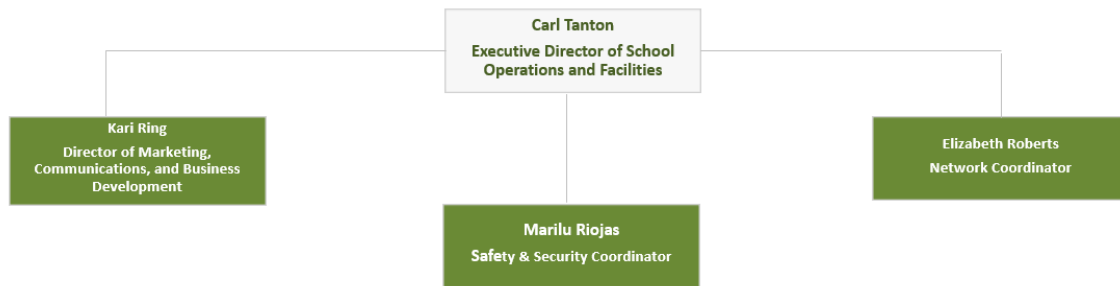 Carl Tanton
Executive Director of School
Operations and Facilities
Kari Ring
Director of Marketing,
Communications, and Business
Development
Elizabeth Roberts
Network Coordinator
Marilu Riojas
Safety & Security Coordinator